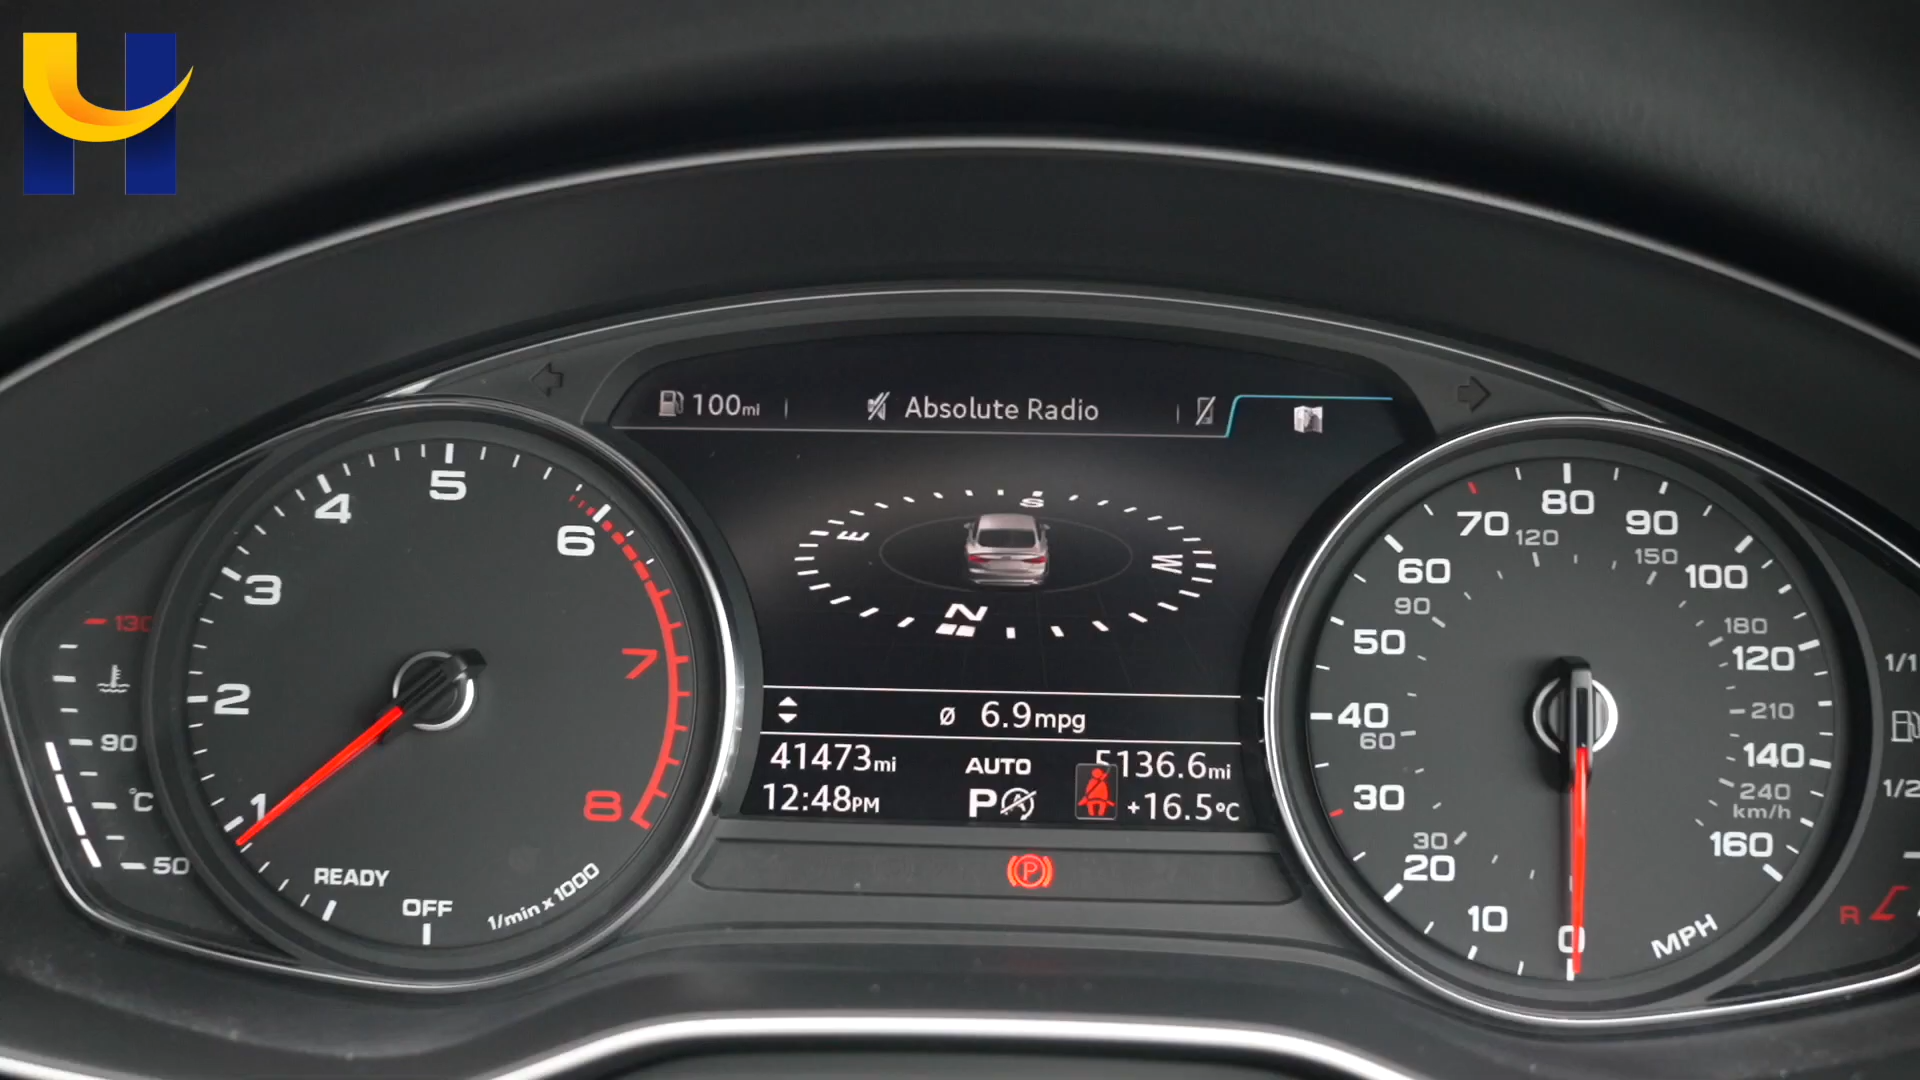 100mi
Absolute Radio
S
E
W
N
ø 6.9mpg
41473mi
AUTO
5136.6mi
12:48PM
P
A
+16.5°C
P
1
2
3
4
5
6
7
8
READY
OFF
1/min x 1000
130
90
°C
50
0
10
20
30
40
50
60
70
80
90
100
120
140
160
MPH
30
60
90
120
150
180
210
240
km/h
1/1
1/2
R
H